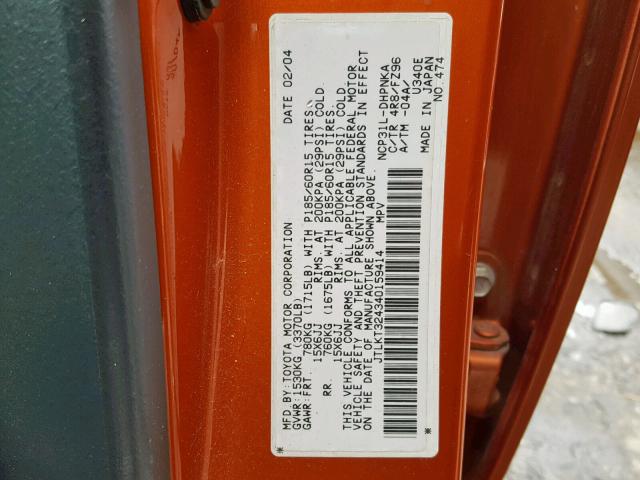 MFD.BY:TOYOTA MOTOR CORPORATION DATE 02/04
GVWR:1530KG (3370LB)
GAWR:FRT. 780KG (1715LB) WITH P185/60R15 TIRES,
15X6JJ RIMS. AT 200KPA (29PSI) COLD.
RR. 760KG (1675LB) WITH P185/60R15 TIRES,
15X6JJ RIMS. AT 200KPA (29PSI) COLD.
THIS VEHICLE CONFORMS TO ALL APPLICABLE FEDERAL MOTOR
VEHICLE SAFETY AND THEFT PREVENTION STANDARDS IN EFFECT
ON THE DATE OF MANUFACTURE SHOWN ABOVE.
JTLKT324340159414 MPV
NCP31L-DHPNKA
C/TR 4R8/FZ96
A/TM -04A/U340E
MADE IN JAPAN
NO.474